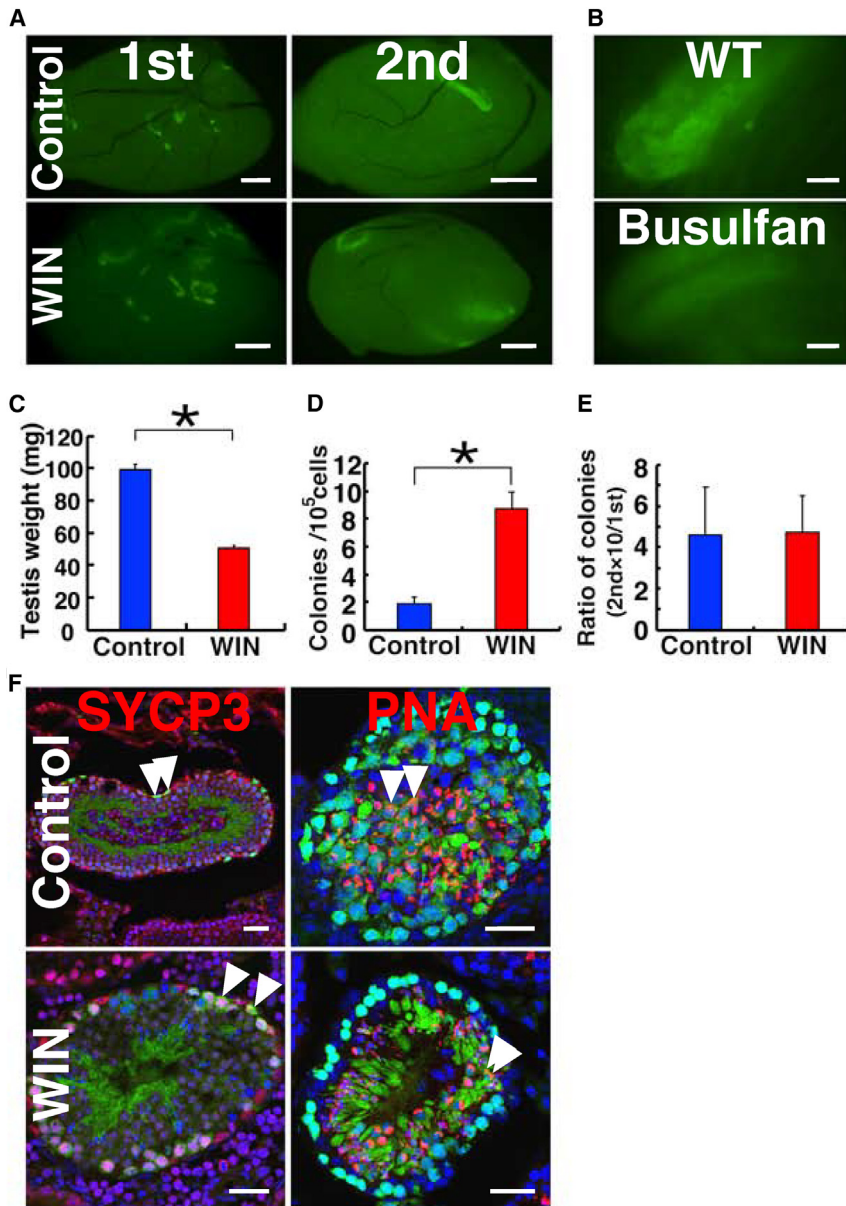 A
B
1st
2nd
WT
Control
WIN
Busulfan
C
D
E
Testis weight (mg)
120
100
80
60
40
20
0
*
Control
WIN
Colonies /10⁵cells
12
10
8
6
4
2
0
*
Control
WIN
Ratio of colonies
(2nd×10/1st)
8
6
4
2
0
Control
WIN
F
SYCP3
PNA
Control
WIN